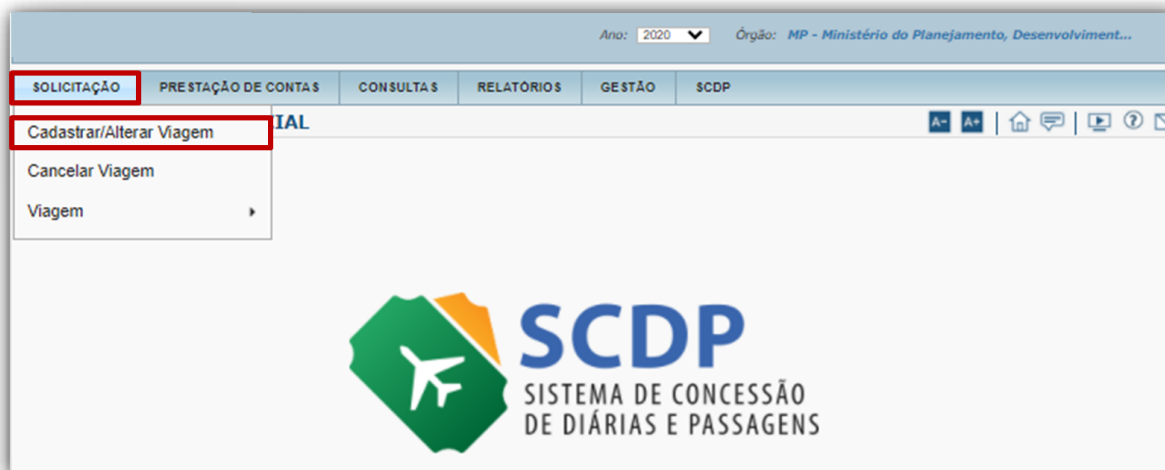 Ano: 2020 Órgão: MP - Ministério do Planejamento, Desenvolviment...
SOLICITAÇÃO PRESTAÇÃO DE CONTAS CONSULTAS RELATÓRIOS GESTÃO SCDP
IAL A- A+
Cadastrar/Alterar Viagem
Cancelar Viagem
Viagem
SCDP
SISTEMA DE CONCESSÃO
DE DIÁRIAS E PASSAGENS